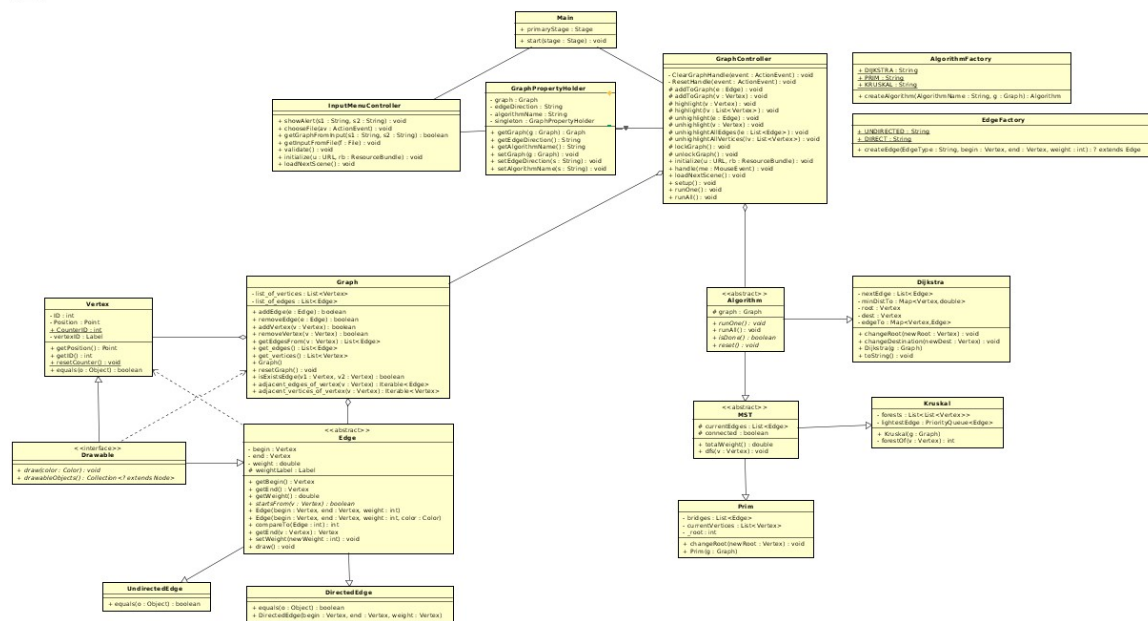 Main
+ primaryStage : Stage
+ start(stage : Stage) : void
GraphController
- ClearGraphHandle(event : ActionEvent) : void
- ResetHandle(event : ActionEvent) : void
# addToGraph(e : Edge) : void
# addToGraph(v : Vertex) : void
# highlight(v : Vertex) : void
# highlight(v : List<Vertex>) : void
# unhighlight(e : Edge) : void
# unhighlight(v : Vertex) : void
# unhighlightAllEdges(le : List<Edge>) : void
# unhighlightAllVertices(lv : List<Vertex>) : void
# lockGraph() : void
# unlockGraph() : void
+ initialize(u : URL, rb : ResourceBundle) : void
+ handle(me : MouseEvent) : void
+ loadNextScene() : void
+ setup() : void
+ runOne() : void
+ runAll() : void
AlgorithmFactory
+ DIJKSTRA : String
+ PRIM : String
+ KRUSKAL : String
+ createAlgorithm(AlgorithmName : String, g : Graph) : Algorithm
EdgeFactory
+ UNDIRECTED : String
+ DIRECT : String
+ createEdge(EdgeType : String, begin : Vertex, end : Vertex, weight : int) : ? extends Edge
GraphPropertyHolder
- graph : Graph
- edgeDirection : String
- algorithmName : String
- singleton : GraphPropertyHolder
+ getGraph(g : Graph) : Graph
+ getEdgeDirection() : String
+ getAlgorithmName() : String
+ setGraph(g : Graph) : void
+ setEdgeDirection(s : String) : void
+ setAlgorithmName(s : String) : void
InputMenuController
+ showAlert(s1 : String, s2 : String) : void
+ chooseFile(av : ActionEvent) : void
+ getGraphFromInput(s1 : String, s2 : String) : boolean
+ getInputFromFile(f : File) : void
+ validate() : void
+ initialize(u : URL, rb : ResourceBundle) : void
+ loadNextScene() : void
Graph
- list_of_vertices : List<Vertex>
- list_of_edges : List<Edge>
+ addEdge(e : Edge) : boolean
+ removeEdge(e : Edge) : boolean
+ addVertex(v : Vertex) : boolean
+ removeVertex(v : Vertex) : boolean
+ getEdgesFrom(v : Vertex) : List<Edge>
+ get_edges() : List<Edge>
+ get_vertices() : List<Vertex>
+ Graph()
+ resetGraph() : void
+ isExistsEdge(v1 : Vertex, v2 : Vertex) : boolean
+ adjacent_edges_of_vertex(v : Vertex) : Iterable<Edge>
+ adjacent_vertices_of_vertex(v : Vertex) : Iterable<Vertex>
Vertex
- ID : int
- Position : Point
+ CounterID : int
- vertexID : Label
+ getPosition() : Point
+ getID() : int
+ resetCounter() : void
+ equals(o : Object) : boolean
<<abstract>>
Algorithm
# graph : Graph
+ runOne() : void
+ runAll() : void
+ isDone() : boolean
+ reset() : void
Dijkstra
- nextEdge : List<Edge>
- minDistTo : Map<Vertex,double>
- root : Vertex
- dest : Vertex
- edgeTo : Map<Vertex,Edge>
+ changeRoot(newRoot : Vertex) : void
+ changeDestination(newDest : Vertex) : void
+ Dijkstra(g : Graph)
+ toString() : void
<<abstract>>
MST
# currentEdges : List<Edge>
# connected : boolean
+ totalWeight() : double
+ dfs(v : Vertex) : void
Kruskal
- forests : List<List<Vertex>>
- lightestEdge : PriorityQueue<Edge>
+ Kruskal(g : Graph)
- forestOf(v : Vertex) : int
<<interface>>
Drawable
+ draw(color : Color) : void
+ drawableObjects() : Collection<? extends Node>
<<abstract>>
Edge
- begin : Vertex
- end : Vertex
- weight : double
# weightLabel : Label
+ getBegin() : Vertex
+ getEnd() : Vertex
+ getWeight() : double
+ startsFrom(v : Vertex) : boolean
+ Edge(begin : Vertex, end : Vertex, weight : int)
+ Edge(begin : Vertex, end : Vertex, weight : int, color : Color)
+ compareTo(Edge : int) : int
+ getEnd(v : Vertex) : Vertex
+ setWeight(newWeight : int) : void
+ draw() : void
Prim
- bridges : List<Edge>
- currentVertices : List<Vertex>
- _root : int
+ changeRoot(newRoot : Vertex) : void
+ Prim(g : Graph)
UndirectedEdge
+ equals(o : Object) : boolean
DirectedEdge
+ equals(o : Object) : boolean
+ DirectedEdge(begin : Vertex, end : Vertex, weight : Vertex)